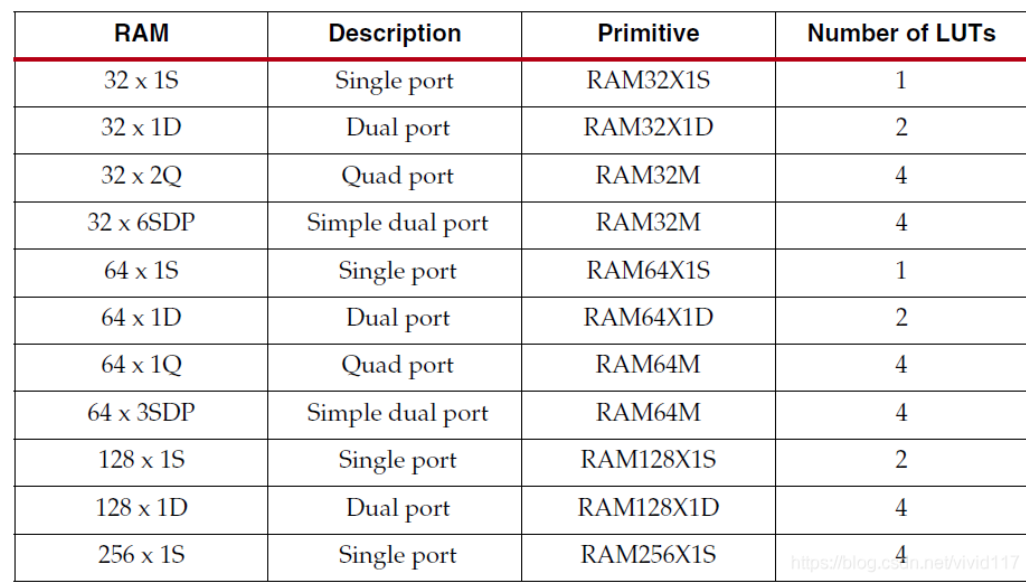 RAM Description Primitive Number of LUTs
32 x 1S Single port RAM32X1S 1
32 x 1D Dual port RAM32X1D 2
32 x 2Q Quad port RAM32M 4
32 x 6SDP Simple dual port RAM32M 4
64 x 1S Single port RAM64X1S 1
64 x 1D Dual port RAM64X1D 2
64 x 1Q Quad port RAM64M 4
64 x 3SDP Simple dual port RAM64M 4
128 x 1S Single port RAM128X1S 2
128 x 1D Dual port RAM128X1D 4
256 x 1S Single port RAM256X1S 4
https://blog.csdn.net/vivid117